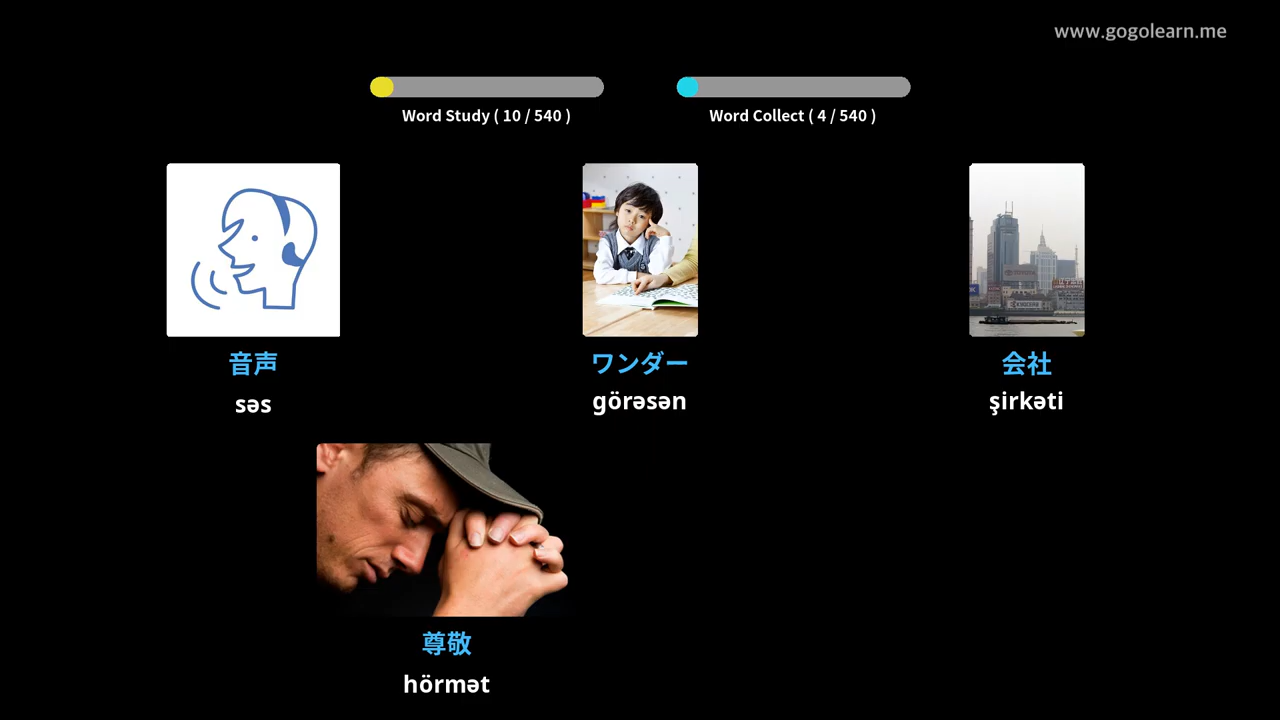 www.gogolearn.me
Word Study ( 10 / 540 )
Word Collect ( 4 / 540 )
音声
səs
ワンダー
görəsən
TOYOTA
会社
şirkəti
尊敬
hörmət